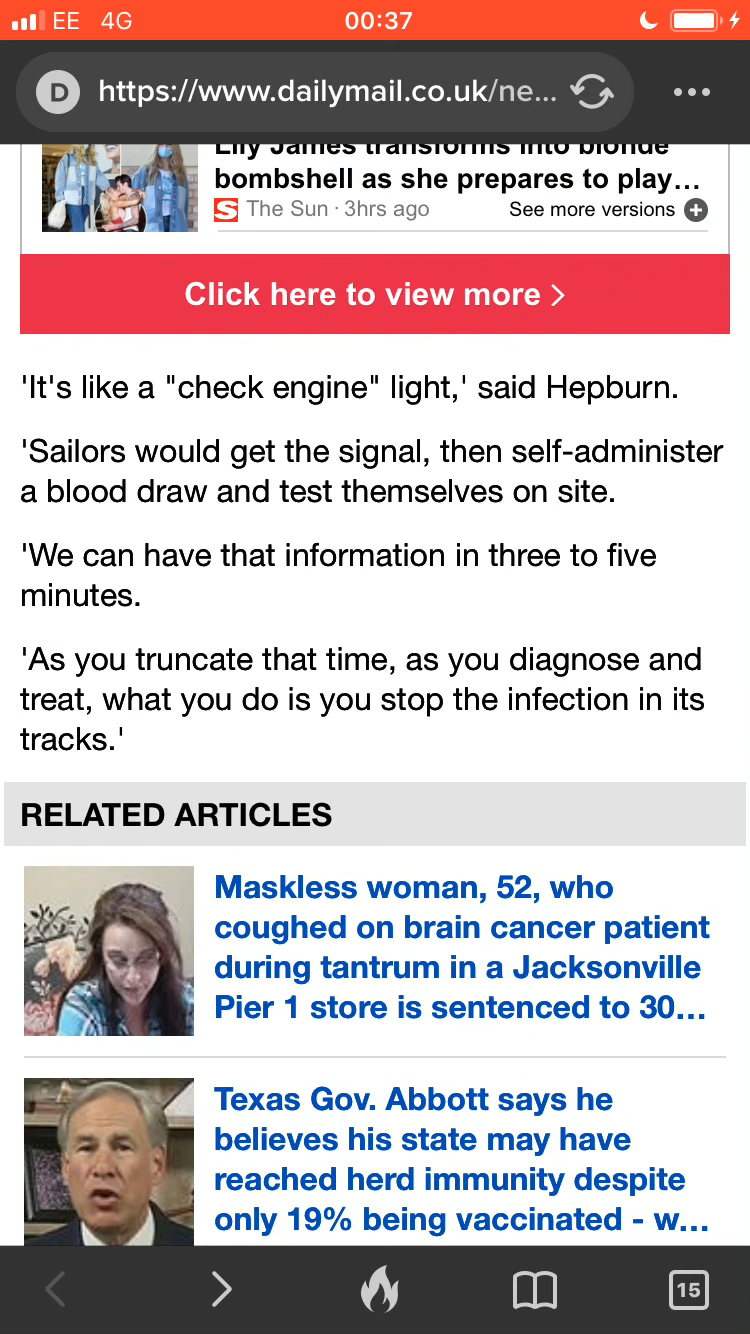 EE 4G 00:37
D https://www.dailymail.co.uk/ne...
Lily James transforms into blonde
bombshell as she prepares to play...
S The Sun · 3hrs ago See more versions
Click here to view more >
'It's like a "check engine" light,' said Hepburn.
'Sailors would get the signal, then self-administer
a blood draw and test themselves on site.
'We can have that information in three to five
minutes.
'As you truncate that time, as you diagnose and
treat, what you do is you stop the infection in its
tracks.'
RELATED ARTICLES
Maskless woman, 52, who
coughed on brain cancer patient
during tantrum in a Jacksonville
Pier 1 store is sentenced to 30...
Texas Gov. Abbott says he
believes his state may have
reached herd immunity despite
only 19% being vaccinated - w...
15